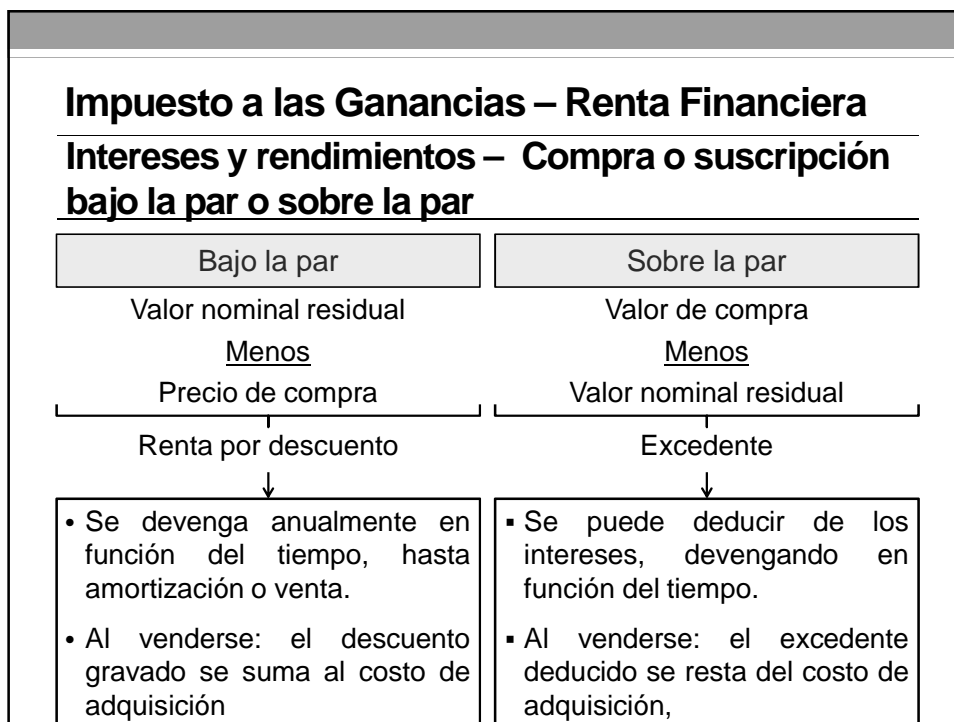 Impuesto a las Ganancias – Renta Financiera
Intereses y rendimientos – Compra o suscripción
bajo la par o sobre la par
Bajo la par
Valor nominal residual
Menos
Precio de compra
Renta por descuento
• Se devenga anualmente en
función del tiempo, hasta
amortización o venta.
• Al venderse: el descuento
gravado se suma al costo de
adquisición
Sobre la par
Valor de compra
Menos
Valor nominal residual
Excedente
▪ Se puede deducir de los
intereses, devengando en
función del tiempo.
▪ Al venderse: el excedente
deducido se resta del costo de
adquisición,